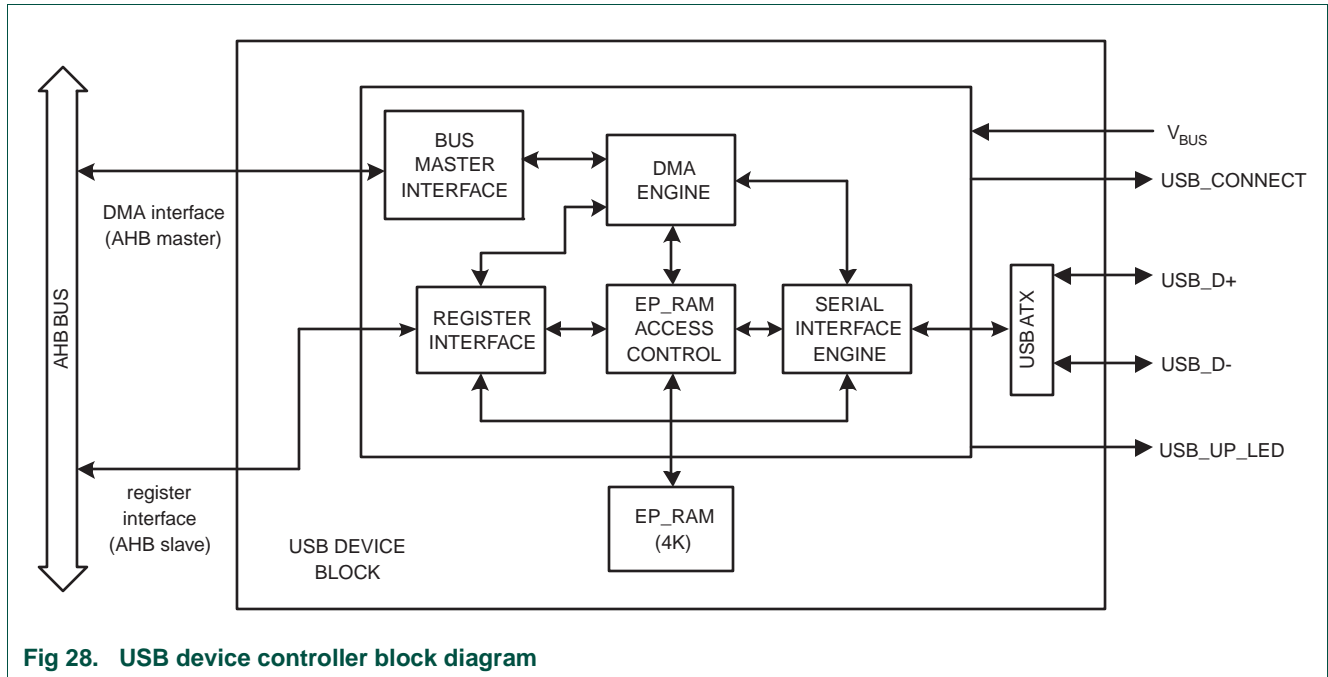 BUS
MASTER
INTERFACE
DMA
ENGINE
V_BUS
USB_CONNECT
DMA interface
(AHB master)
AHB BUS
REGISTER
INTERFACE
EP_RAM
ACCESS
CONTROL
SERIAL
INTERFACE
ENGINE
USB ATX
USB_D+
USB_D-
USB_UP_LED
register
interface
(AHB slave)
USB DEVICE
BLOCK
EP_RAM
(4K)
Fig 28. USB device controller block diagram